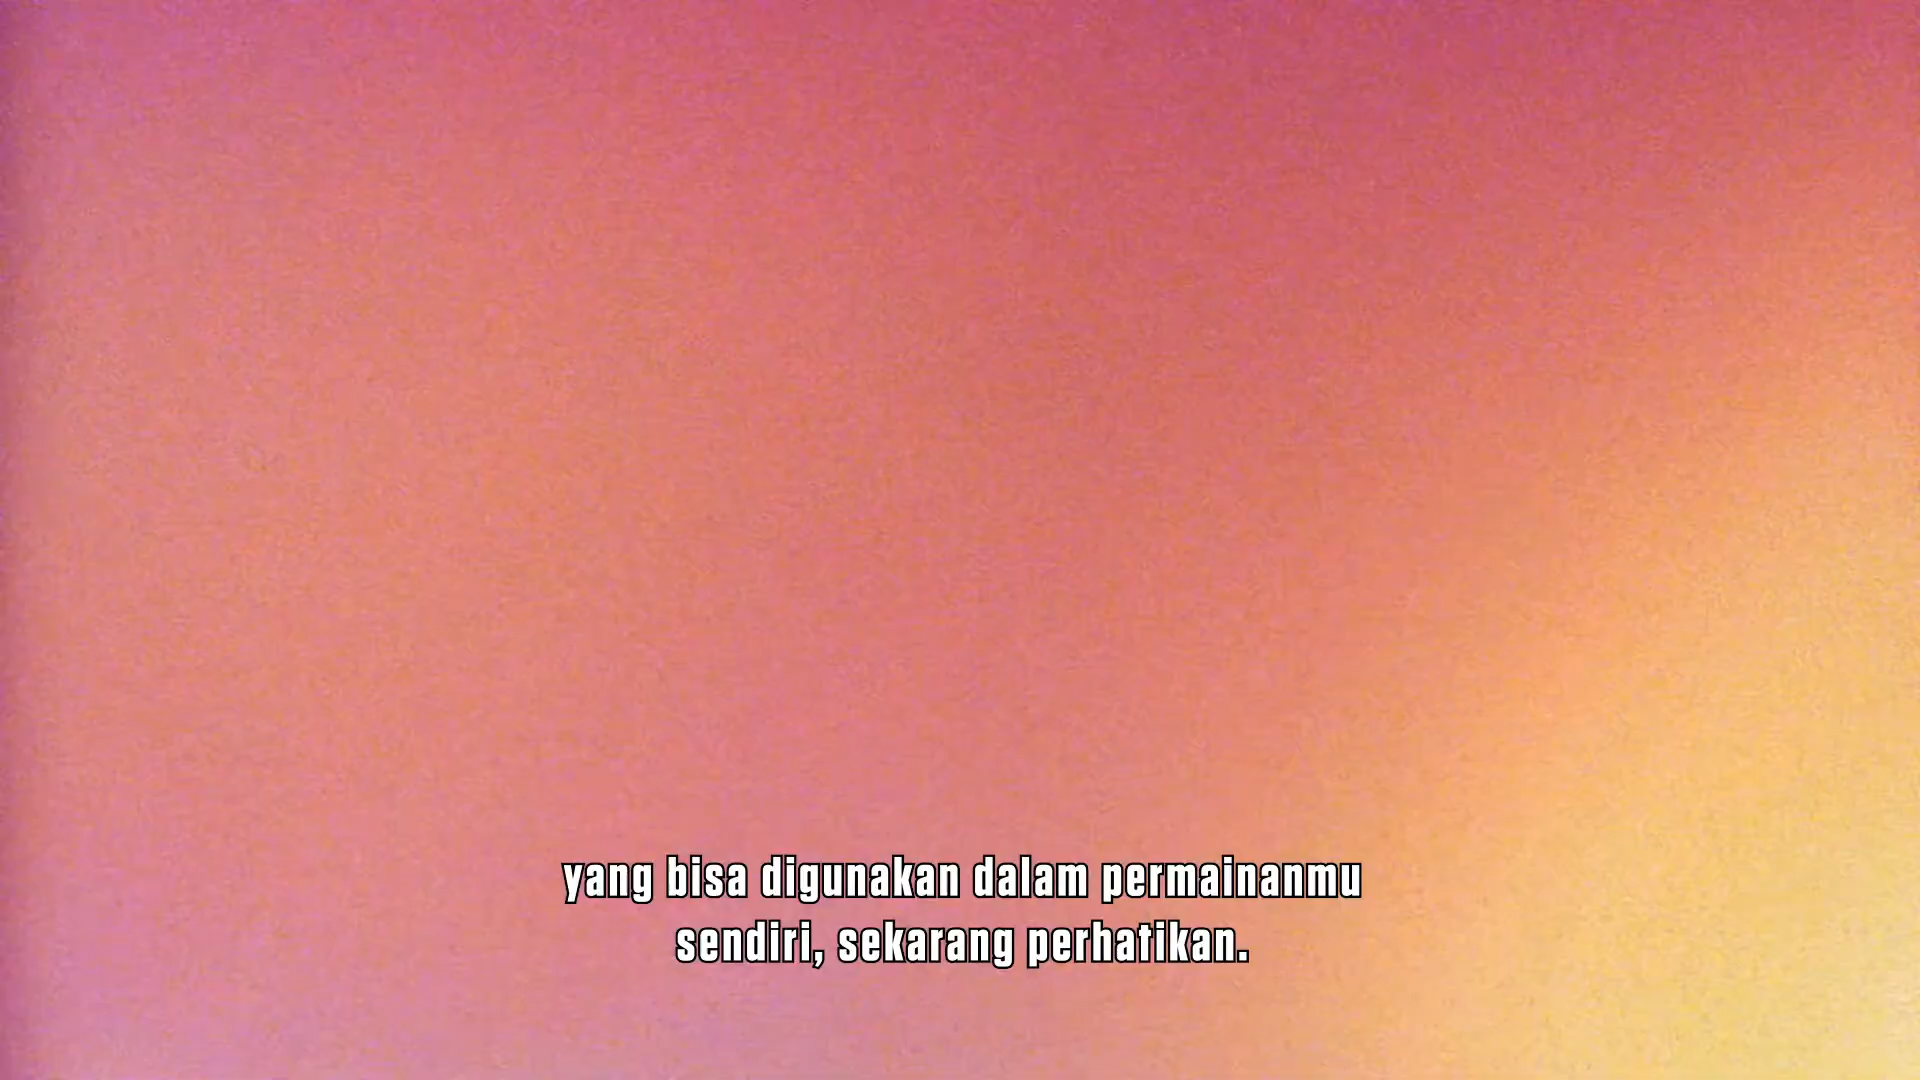 yang bisa digunakan dalam permainanmu
sendiri, sekarang perhatikan.